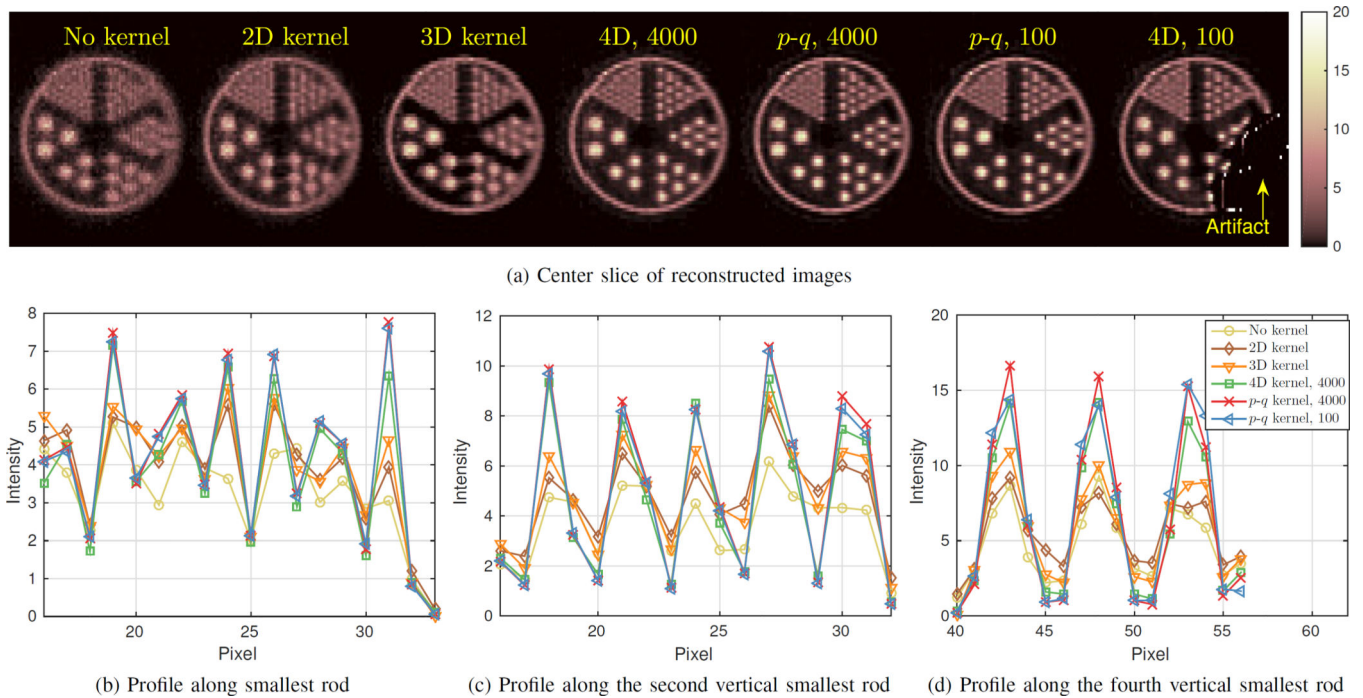 No kernel 2D kernel 3D kernel 4D, 4000 p-q, 4000 p-q, 100 4D, 100
20
15
10
5
0
Artifact
(a) Center slice of reconstructed images
8
7
6
5
4
3
2
1
0
Intensity
20 25 30
Pixel
(b) Profile along smallest rod
12
10
8
6
4
2
0
Intensity
20 25 30
Pixel
(c) Profile along the second vertical smallest rod
20
15
10
5
0
Intensity
40 45 50 55 60
Pixel
No kernel
2D kernel
3D kernel
4D kernel, 4000
p-q kernel, 4000
p-q kernel, 100
(d) Profile along the fourth vertical smallest rod